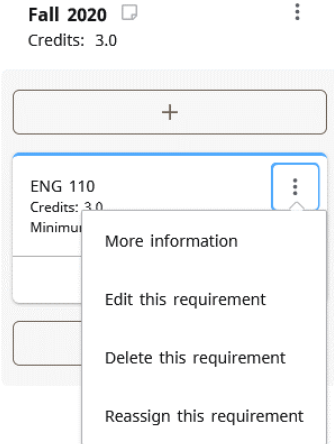 Fall 2020
Credits: 3.0
+
ENG 110
Credits: 3.0
More information
Edit this requirement
Delete this requirement
Reassign this requirement